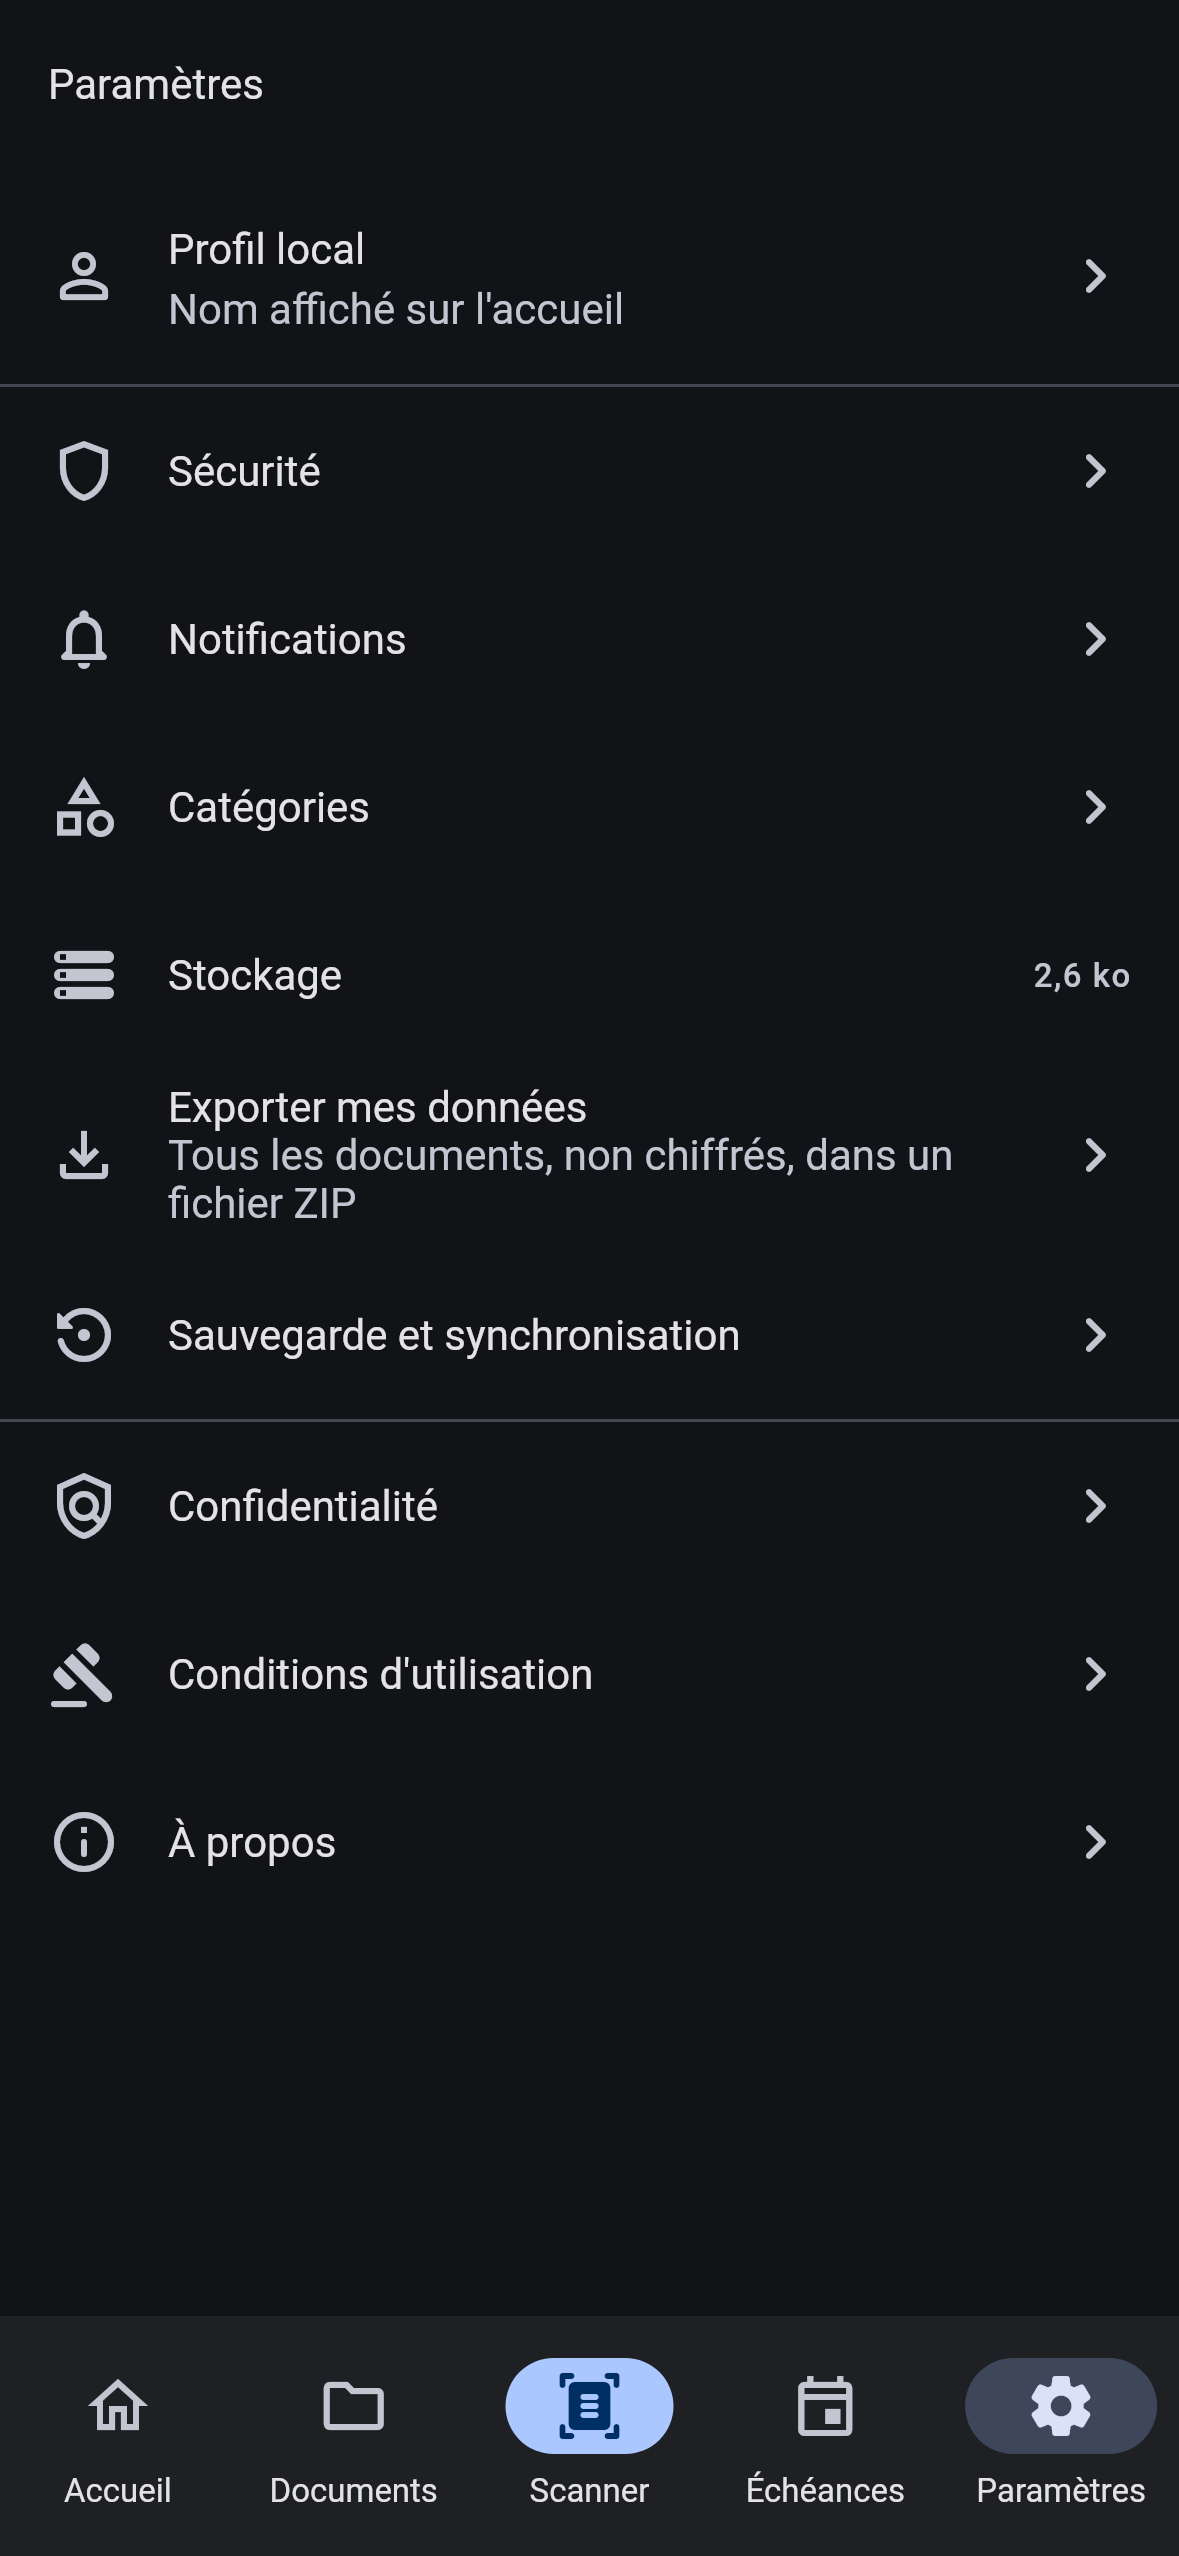 Paramètres
Profil local
Nom affiché sur l'accueil
Sécurité
Notifications
Catégories
Stockage
2,6 ko
Exporter mes données
Tous les documents, non chiffrés, dans un
fichier ZIP
Sauvegarde et synchronisation
Confidentialité
Conditions d'utilisation
À propos
Accueil
Documents
Scanner
Échéances
Paramètres